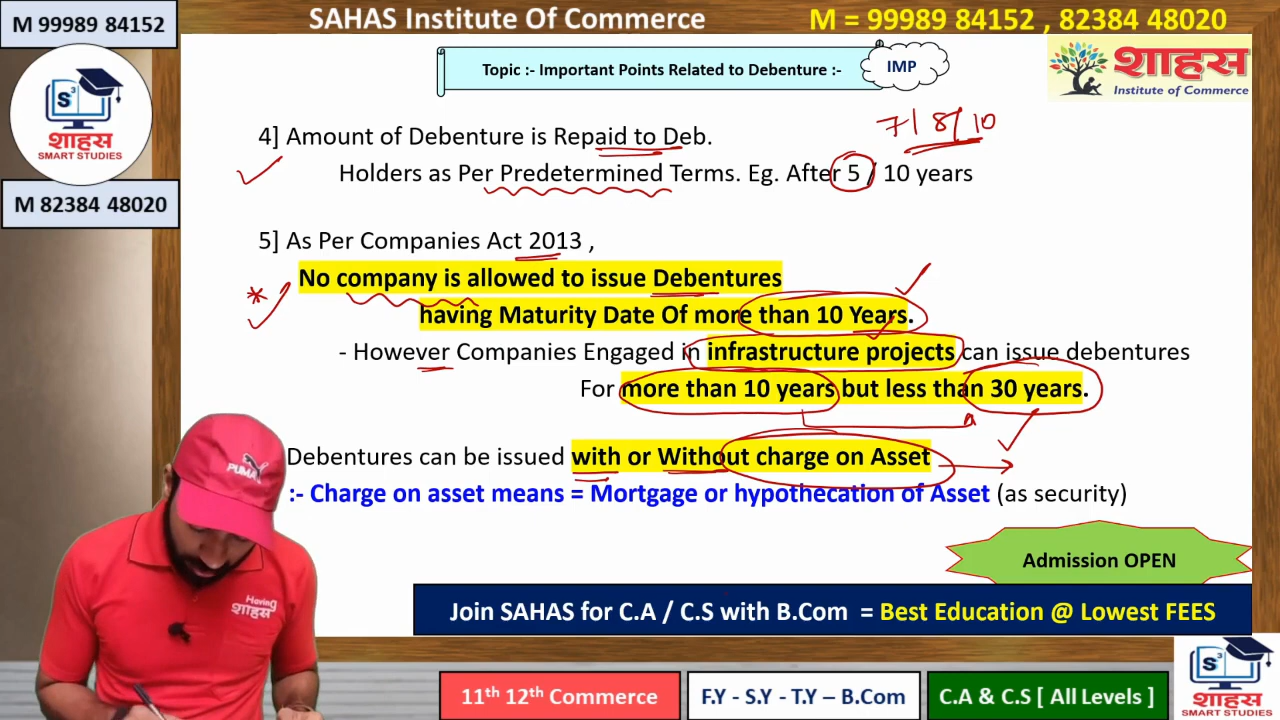 M 99989 84152
SAHAS Institute Of Commerce
M = 99989 84152 , 82384 48020
Topic :- Important Points Related to Debenture :-
IMP
शाहस
Institute of Commerce
S³
शाहस
SMART STUDIES
M 82384 48020
7 / 8 / 10
4] Amount of Debenture is Repaid to Deb.
Holders as Per Predetermined Terms. Eg. After 5 / 10 years
5] As Per Companies Act 2013 ,
* No company is allowed to issue Debentures
having Maturity Date Of more than 10 Years.
- However Companies Engaged in infrastructure projects can issue debentures
For more than 10 years but less than 30 years.
Debentures can be issued with or Without charge on Asset
:- Charge on asset means = Mortgage or hypothecation of Asset (as security)
PUMA
Having
शाहस
Admission OPEN
Join SAHAS for C.A / C.S with B.Com = Best Education @ Lowest FEES
11th 12th Commerce
F.Y - S.Y - T.Y – B.Com
C.A & C.S [ All Levels ]
S³
शाहस
SMART STUDIES